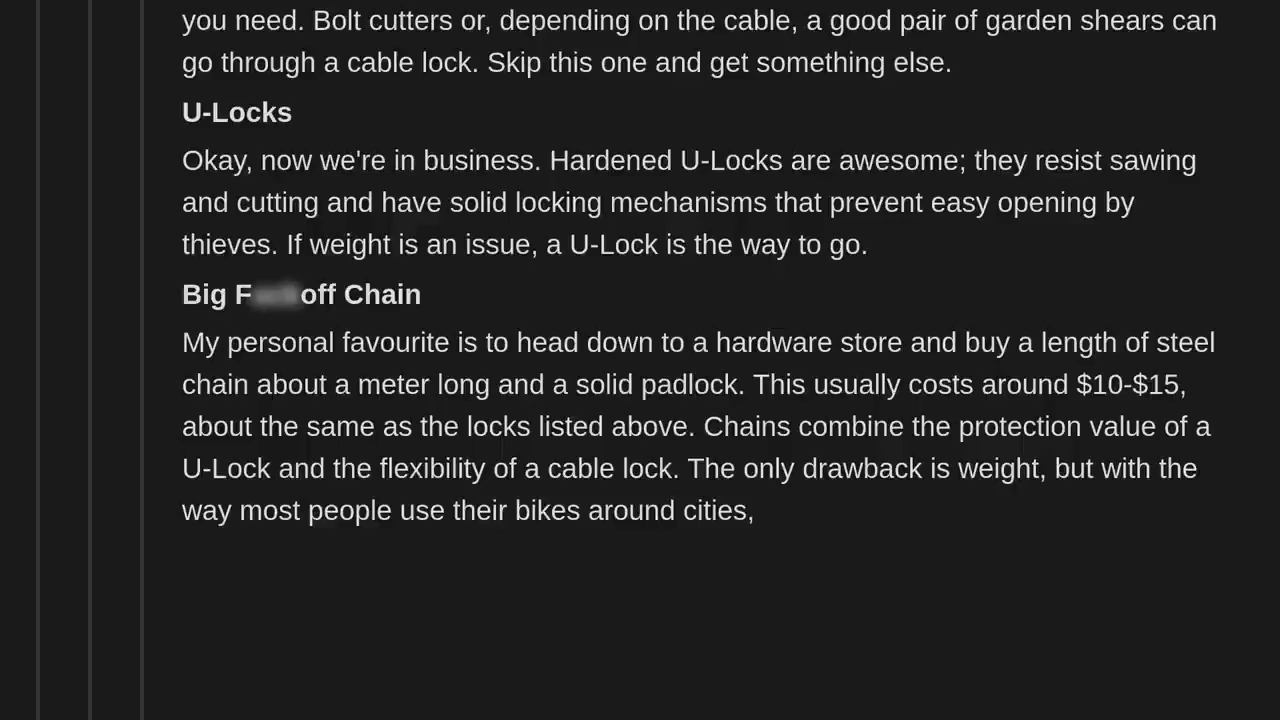 you need. Bolt cutters or, depending on the cable, a good pair of garden shears can
go through a cable lock. Skip this one and get something else.
U-Locks
Okay, now we're in business. Hardened U-Locks are awesome; they resist sawing
and cutting and have solid locking mechanisms that prevent easy opening by
thieves. If weight is an issue, a U-Lock is the way to go.
Big F off Chain
My personal favourite is to head down to a hardware store and buy a length of steel
chain about a meter long and a solid padlock. This usually costs around $10-$15,
about the same as the locks listed above. Chains combine the protection value of a
U-Lock and the flexibility of a cable lock. The only drawback is weight, but with the
way most people use their bikes around cities,